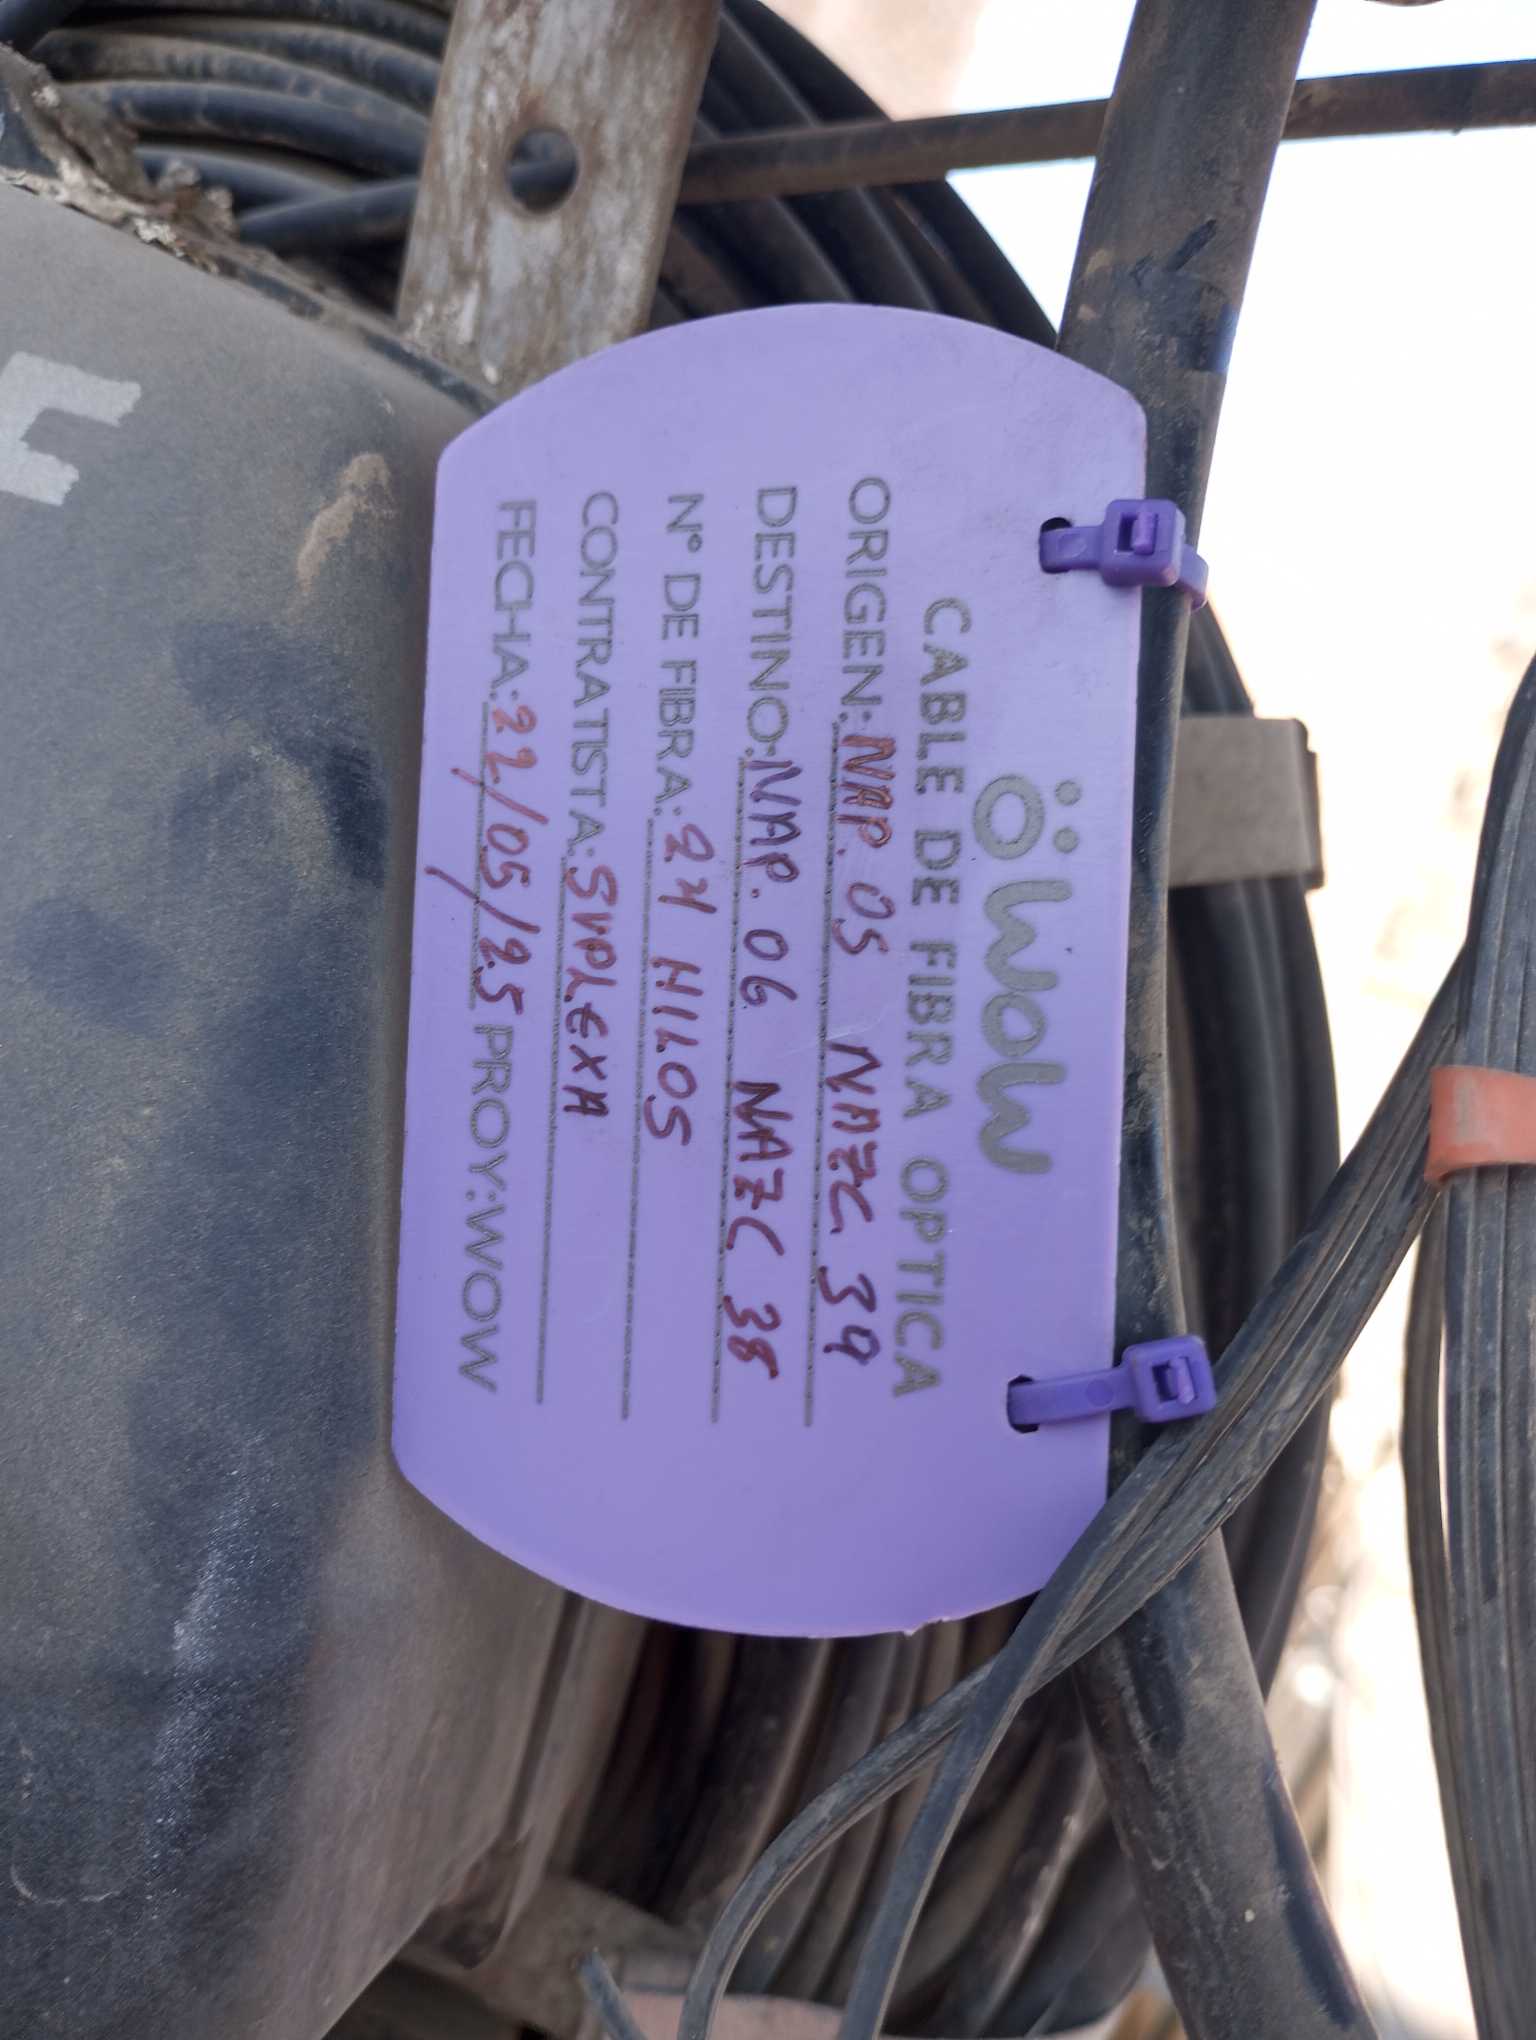 wow
CABLE DE FIBRA OPTICA
ORIGEN: NAP. 05 NAZC 39
DESTINO: NAP. 06 NAZC 38
N° DE FIBRA: 24 HILOS
CONTRATISTA: SUPLEXA
FECHA: 22/05/25 PROY: WOW